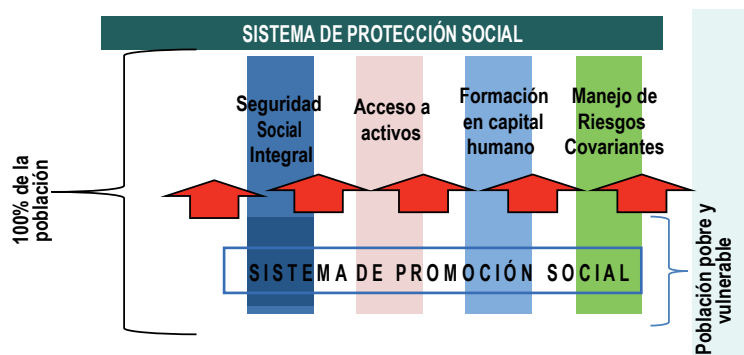 SISTEMA DE PROTECCIÓN SOCIAL
Seguridad
Social
Integral
Acceso a
activos
Formación
en capital
humano
Manejo de
Riesgos
Covariantes
100% de la
población
SISTEMA DE PROMOCIÓN SOCIAL
Población pobre y
vulnerable